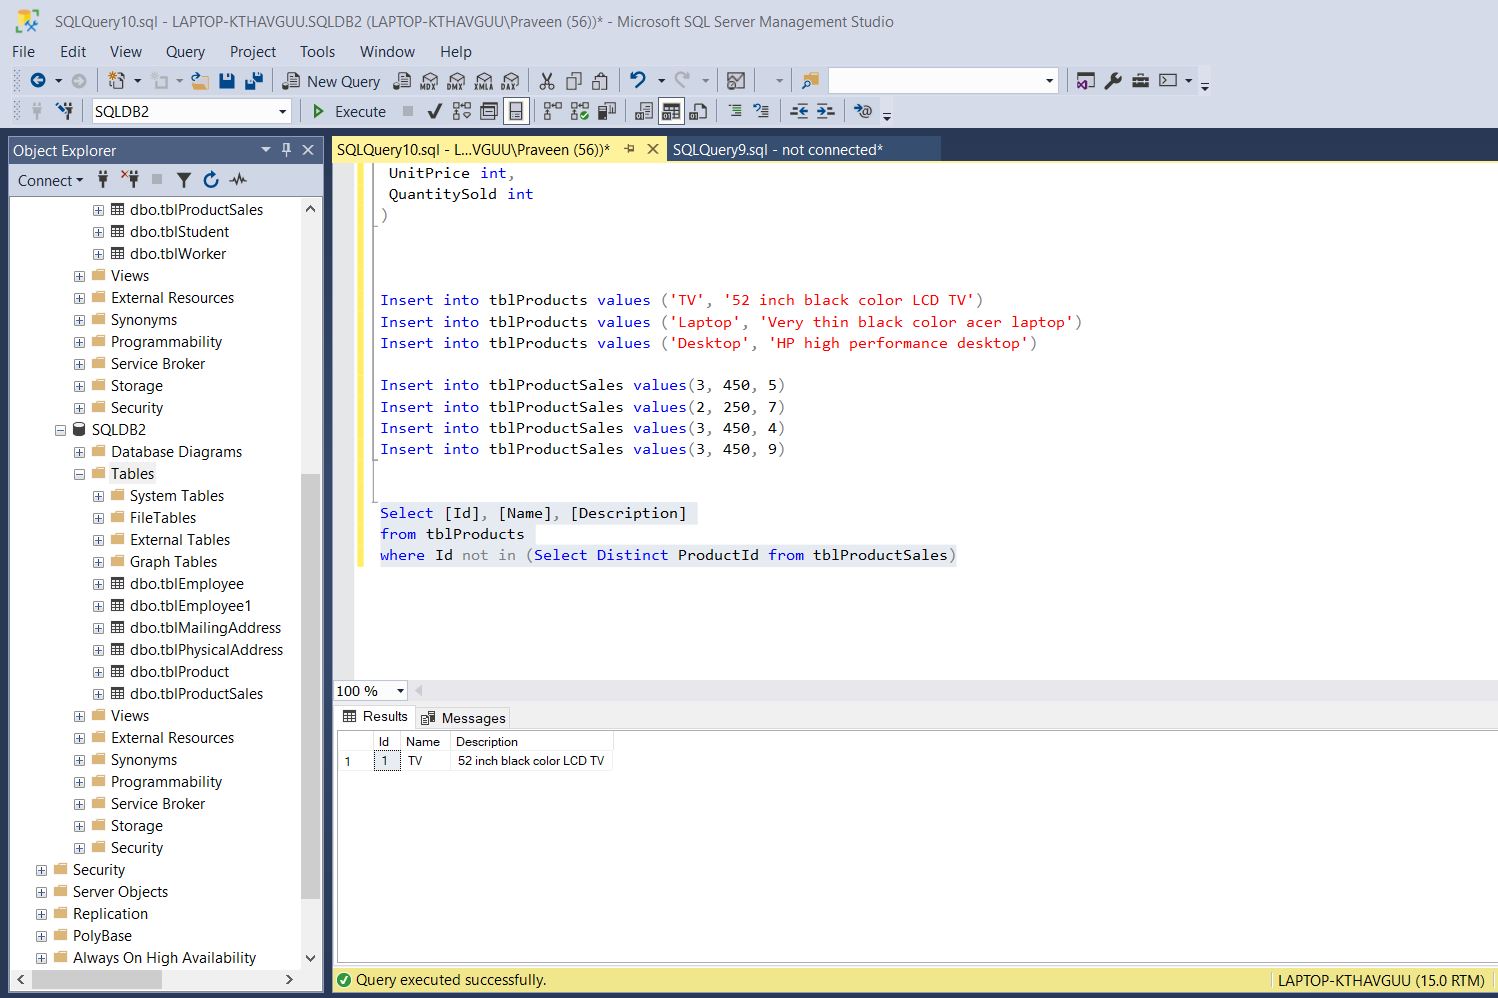 SQLQuery10.sql - LAPTOP-KTHAVGUU.SQLDB2 (LAPTOP-KTHAVGUU\Praveen (56))* - Microsoft SQL Server Management Studio
File Edit View Query Project Tools Window Help
New Query MDX DMX XMLA DAX
SQLDB2 Execute
Object Explorer
Connect
dbo.tblProductSales
dbo.tblStudent
dbo.tblWorker
Views
External Resources
Synonyms
Programmability
Service Broker
Storage
Security
SQLDB2
Database Diagrams
Tables
System Tables
FileTables
External Tables
Graph Tables
dbo.tblEmployee
dbo.tblEmployee1
dbo.tblMailingAddress
dbo.tblPhysicalAddress
dbo.tblProduct
dbo.tblProductSales
Views
External Resources
Synonyms
Programmability
Service Broker
Storage
Security
Security
Server Objects
Replication
PolyBase
Always On High Availability
SQLQuery10.sql - L...VGUU\Praveen (56))* SQLQuery9.sql - not connected*
UnitPrice int,
QuantitySold int
)
Insert into tblProducts values ('TV', '52 inch black color LCD TV')
Insert into tblProducts values ('Laptop', 'Very thin black color acer laptop')
Insert into tblProducts values ('Desktop', 'HP high performance desktop')
Insert into tblProductSales values(3, 450, 5)
Insert into tblProductSales values(2, 250, 7)
Insert into tblProductSales values(3, 450, 4)
Insert into tblProductSales values(3, 450, 9)
Select [Id], [Name], [Description]
from tblProducts
where Id not in (Select Distinct ProductId from tblProductSales)
100 %
Results Messages
Id Name Description
1 1 TV 52 inch black color LCD TV
Query executed successfully. LAPTOP-KTHAVGUU (15.0 RTM)